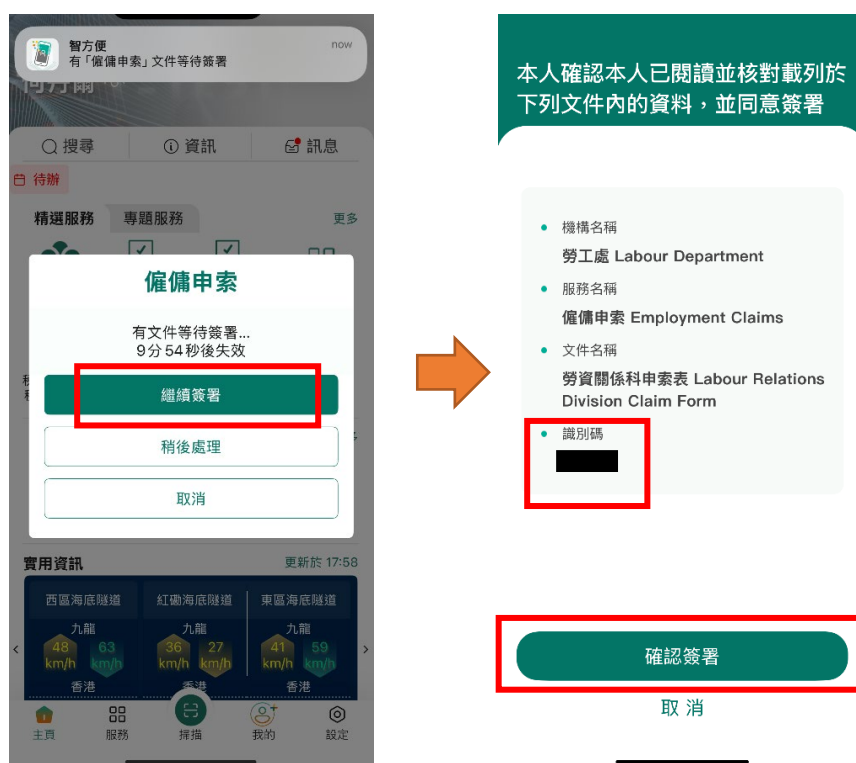 智方便
now
有「僱傭申索」文件等待簽署
搜尋
資訊
訊息
待辦
精選服務
專題服務
更多
僱傭申索
有文件等待簽署...
9分54秒後失效
繼續簽署
稍後處理
取消
實用資訊
更新於 17:58
西區海底隧道
紅磡海底隧道
東區海底隧道
九龍
九龍
九龍
48 km/h
63 km/h
36 km/h
27 km/h
41 km/h
59 km/h
香港
香港
香港
主頁
服務
掃描
我的
設定
本人確認本人已閱讀並核對載列於
下列文件內的資料，並同意簽署
機構名稱
勞工處 Labour Department
服務名稱
僱傭申索 Employment Claims
文件名稱
勞資關係科申索表 Labour Relations
Division Claim Form
識別碼
確認簽署
取 消